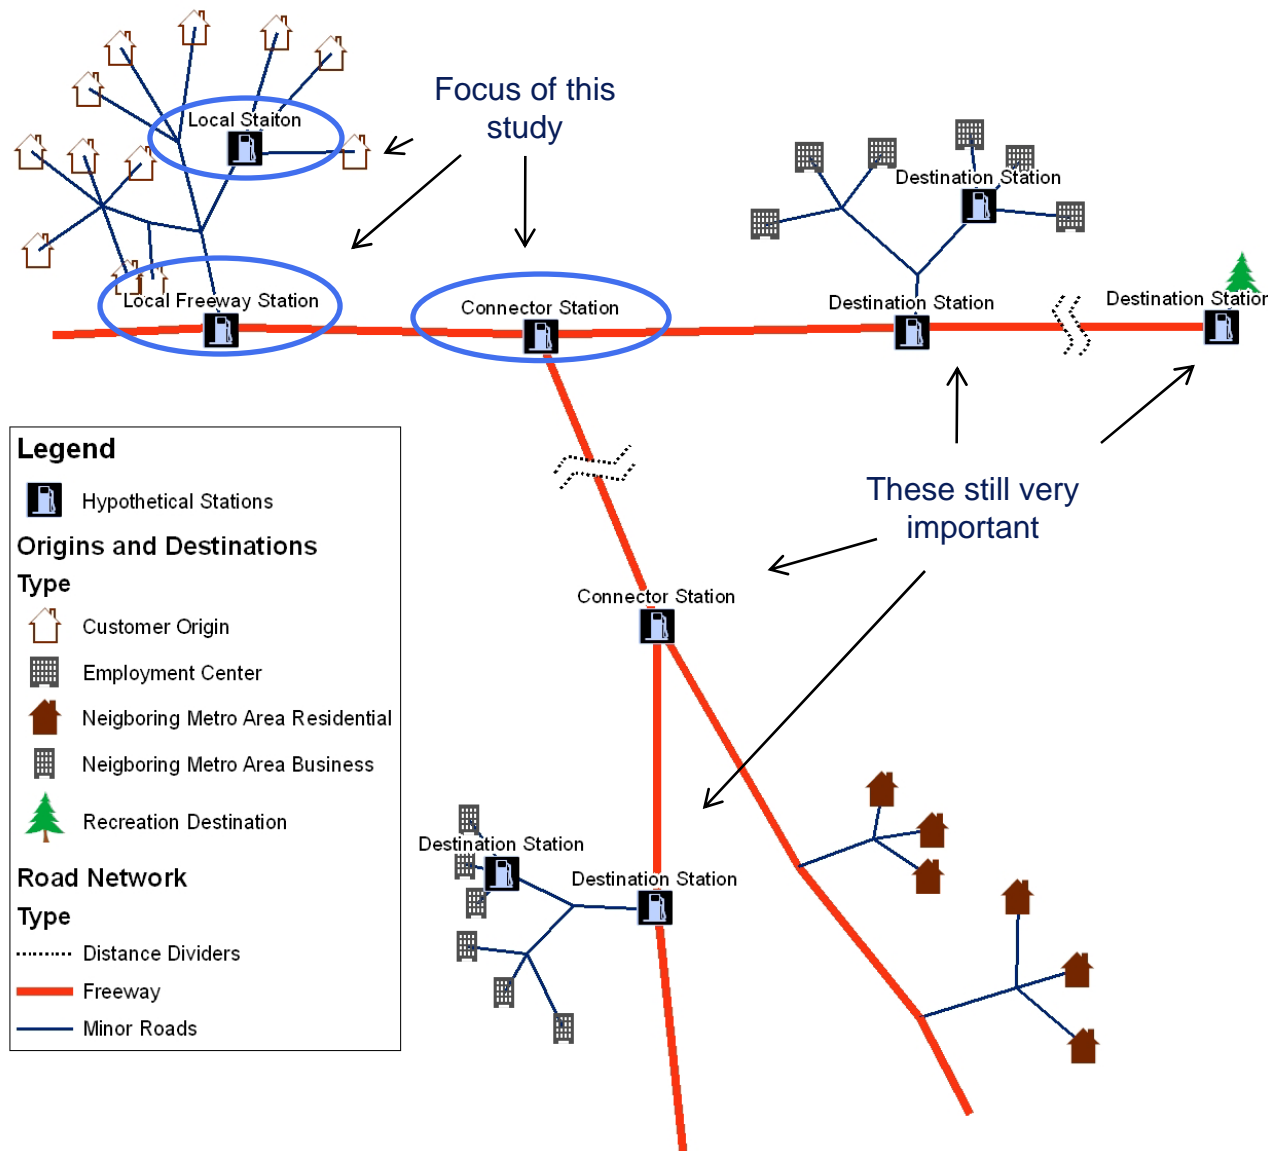 Focus of this
study
Local Staiton
Local Freeway Station
Connector Station
Destination Station
Destination Station
Destination Station
These still very
important
Connector Station
Destination Station
Destination Station
Legend
Hypothetical Stations
Origins and Destinations
Type
Customer Origin
Employment Center
Neigboring Metro Area Residential
Neigboring Metro Area Business
Recreation Destination
Road Network
Type
Distance Dividers
Freeway
Minor Roads